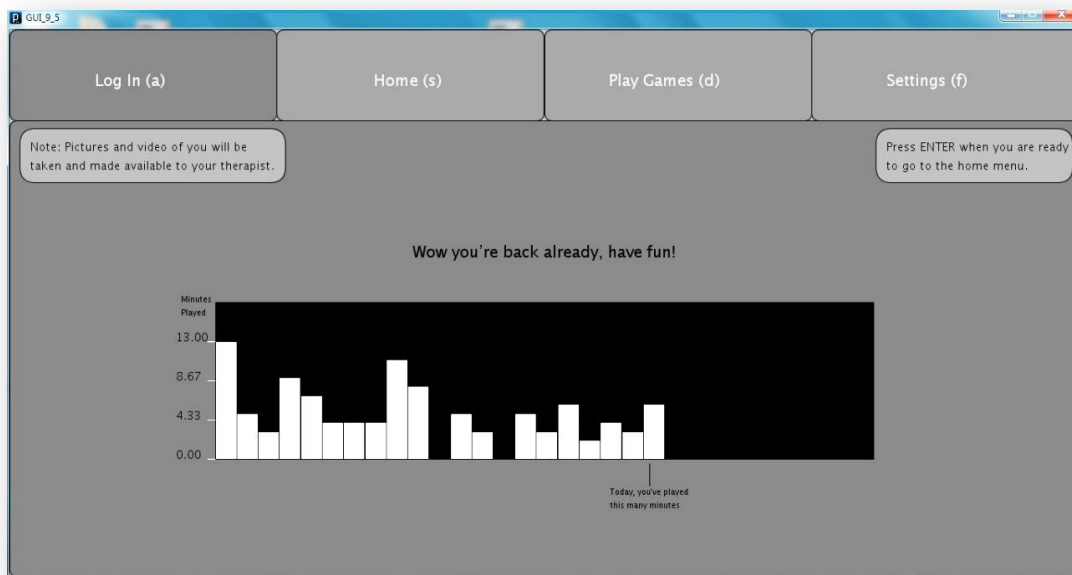 GUI_9_5
Log In (a)
Home (s)
Play Games (d)
Settings (f)
Note: Pictures and video of you will be
taken and made available to your therapist.
Press ENTER when you are ready
to go to the home menu.
Wow you're back already, have fun!
Minutes
Played
13.00
8.67
4.33
0.00
Today, you've played
this many minutes